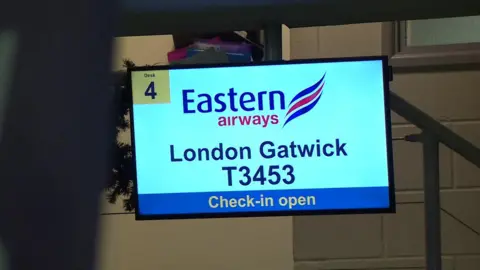 Desk
4
Eastern
airways
London Gatwick
T3453
Check-in open